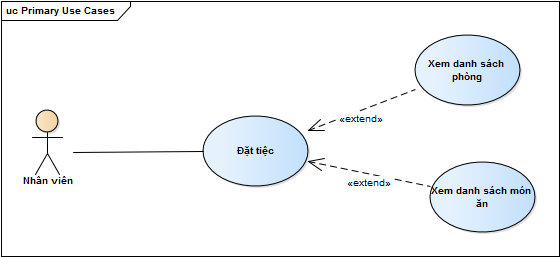 uc Primary Use Cases
Xem danh sách
phòng
«extend»
Đặt tiệc
Nhân viên
«extend»
Xem danh sách món
ăn